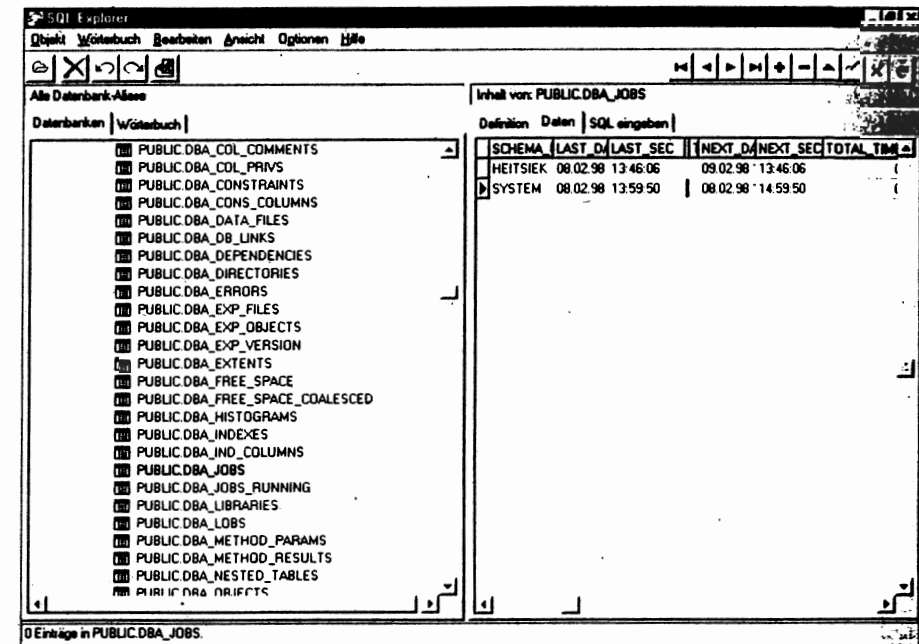 SQL Explorer
Objekt Wörterbuch Bearbeiten Ansicht Optionen Hilfe
Alle Datenbank-Aliase
Datenbanken Wörterbuch
PUBLIC.DBA_COL_COMMENTS
PUBLIC.DBA_COL_PRIVS
PUBLIC.DBA_CONSTRAINTS
PUBLIC.DBA_CONS_COLUMNS
PUBLIC.DBA_DATA_FILES
PUBLIC.DBA_DB_LINKS
PUBLIC.DBA_DEPENDENCIES
PUBLIC.DBA_DIRECTORIES
PUBLIC.DBA_ERRORS
PUBLIC.DBA_EXP_FILES
PUBLIC.DBA_EXP_OBJECTS
PUBLIC.DBA_EXP_VERSION
PUBLIC.DBA_EXTENTS
PUBLIC.DBA_FREE_SPACE
PUBLIC.DBA_FREE_SPACE_COALESCED
PUBLIC.DBA_HISTOGRAMS
PUBLIC.DBA_INDEXES
PUBLIC.DBA_IND_COLUMNS
PUBLIC.DBA_JOBS
PUBLIC.DBA_JOBS_RUNNING
PUBLIC.DBA_LIBRARIES
PUBLIC.DBA_LOBS
PUBLIC.DBA_METHOD_PARAMS
PUBLIC.DBA_METHOD_RESULTS
PUBLIC.DBA_NESTED_TABLES
PUBLIC.DBA_OBJECTS
Inhalt von: PUBLIC.DBA_JOBS
Definition Daten SQL eingeben
SCHEMA_ LAST_DA LAST_SEC T NEXT_DA NEXT_SEC TOTAL_TIME
HEITSIEK 08.02.98 13:46:06 09.02.98 13:46:06
SYSTEM 08.02.98 13:59:50 08.02.98 14:59:50
0 Einträge in PUBLIC.DBA_JOBS.